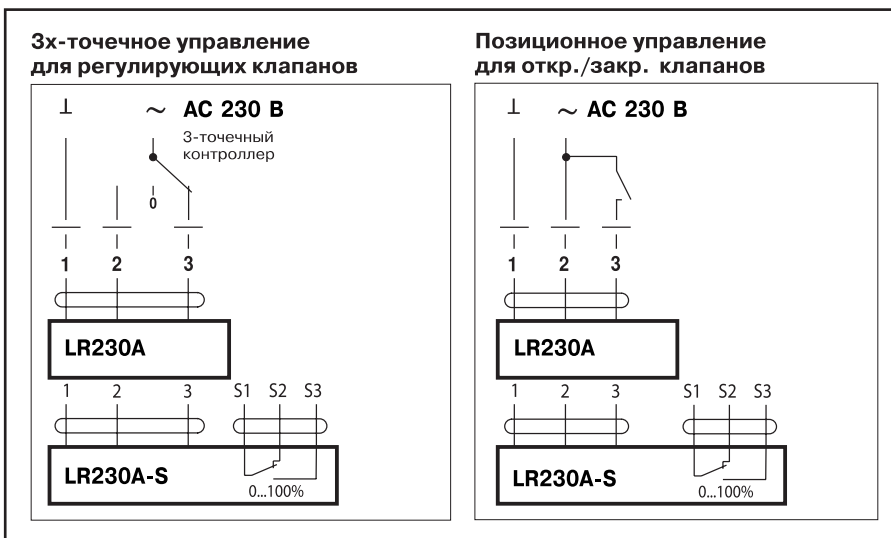 3х-точечное управление
для регулирующих клапанов
⊥ ~ АС 230 В
3-точечный
контроллер
0
1 2 3
LR230A
1 2 3 S1 S2 S3
LR230A-S
0...100%
Позиционное управление
для откр./закр. клапанов
⊥ ~ АС 230 В
1 2 3
LR230A
1 2 3 S1 S2 S3
LR230A-S
0...100%